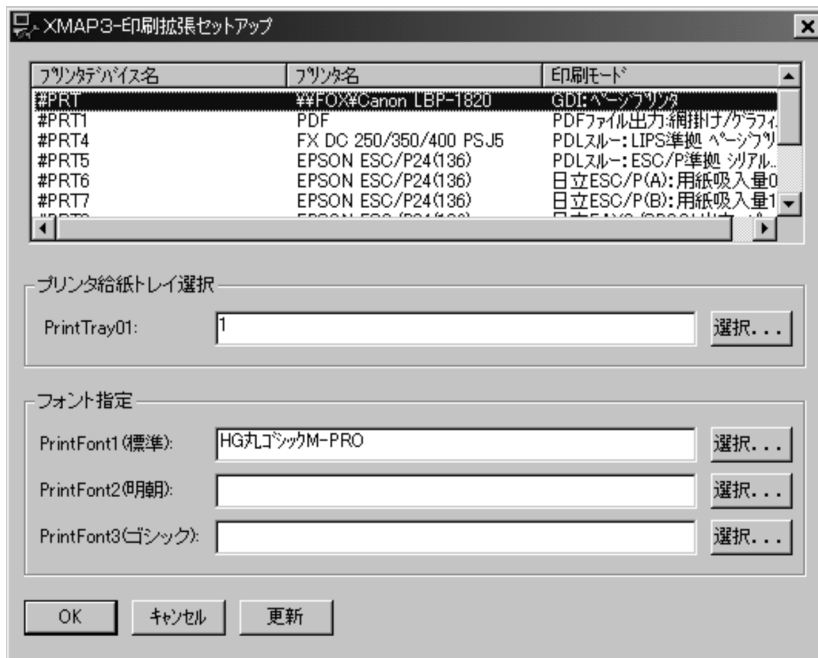 XMAP3-印刷拡張セットアップ
ﾌﾟﾘﾝﾀﾃﾞﾊﾞｲｽ名 ﾌﾟﾘﾝﾀ名 印刷ﾓｰﾄﾞ
#PRT ¥¥FOX¥Canon LBP-1820 GDI:ﾍﾟｰｼﾞﾌﾟﾘﾝﾀ
#PRT1 PDF PDFﾌｧｲﾙ出力:網掛け/ｸﾞﾗﾌｨ.
#PRT4 FX DC 250/350/400 PSJ5 PDLｽﾙｰ:LIPS準拠 ﾍﾟｰｼﾞﾌﾟﾘ
#PRT5 EPSON ESC/P24(136) PDLｽﾙｰ:ESC/P準拠 ｼﾘｱﾙ..
#PRT6 EPSON ESC/P24(136) 日立ESC/P(A):用紙吸入量0
#PRT7 EPSON ESC/P24(136) 日立ESC/P(B):用紙吸入量1
プリンタ給紙トレイ選択
PrintTray01: 1 選択...
フォント指定
PrintFont1(標準): HG丸ｺﾞｼｯｸM-PRO 選択...
PrintFont2(明朝): 選択...
PrintFont3(ゴシック): 選択...
OK ｷｬﾝｾﾙ 更新